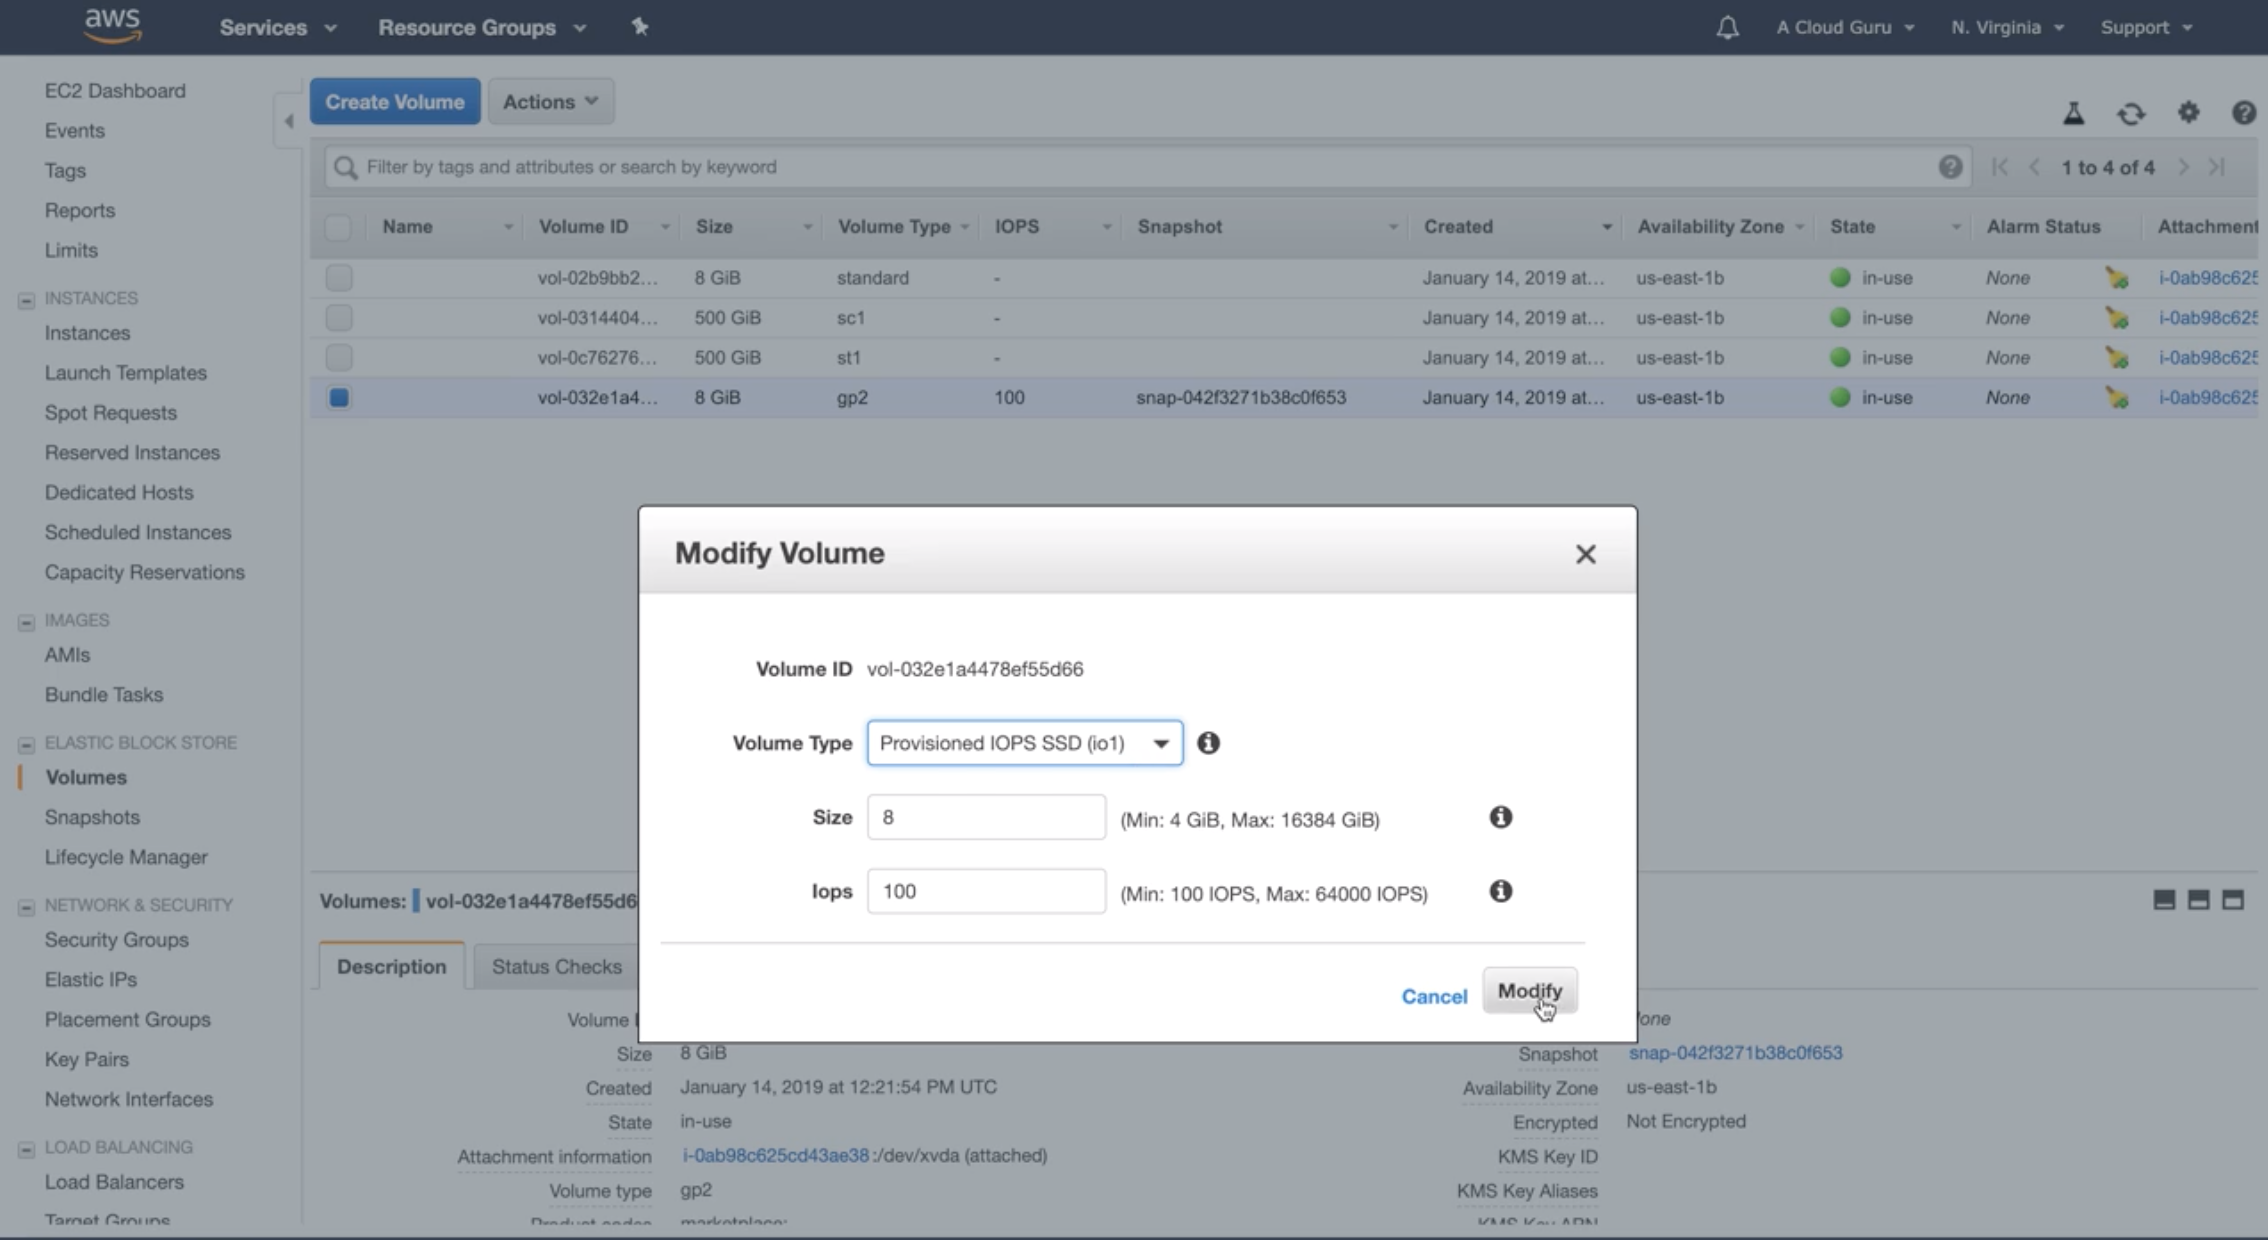 aws Services Resource Groups A Cloud Guru N. Virginia Support
EC2 Dashboard
Events
Tags
Reports
Limits
INSTANCES
Instances
Launch Templates
Spot Requests
Reserved Instances
Dedicated Hosts
Scheduled Instances
Capacity Reservations
IMAGES
AMIs
Bundle Tasks
ELASTIC BLOCK STORE
Volumes
Snapshots
Lifecycle Manager
NETWORK & SECURITY
Security Groups
Elastic IPs
Placement Groups
Key Pairs
Network Interfaces
LOAD BALANCING
Load Balancers
Target Groups
Create Volume Actions
Filter by tags and attributes or search by keyword 1 to 4 of 4
Name Volume ID Size Volume Type IOPS Snapshot Created Availability Zone State Alarm Status Attachment
vol-02b9bb2... 8 GiB standard - January 14, 2019 at... us-east-1b in-use None i-0ab98c625
vol-0314404... 500 GiB sc1 - January 14, 2019 at... us-east-1b in-use None i-0ab98c625
vol-0c76276... 500 GiB st1 - January 14, 2019 at... us-east-1b in-use None i-0ab98c625
vol-032e1a4... 8 GiB gp2 100 snap-042f3271b38c0f653 January 14, 2019 at... us-east-1b in-use None i-0ab98c625
Modify Volume
Volume ID vol-032e1a4478ef55d66
Volume Type Provisioned IOPS SSD (io1)
Size 8 (Min: 4 GiB, Max: 16384 GiB)
Iops 100 (Min: 100 IOPS, Max: 64000 IOPS)
Cancel Modify
Volumes: vol-032e1a4478ef55d6
Description Status Checks
Volume
Size 8 GiB
Created January 14, 2019 at 12:21:54 PM UTC
State in-use
Attachment information i-0ab98c625cd43ae38:/dev/xvda (attached)
Volume type gp2
Product codes marketplace:
one
Snapshot snap-042f3271b38c0f653
Availability Zone us-east-1b
Encrypted Not Encrypted
KMS Key ID
KMS Key Aliases
KMS Key ARN